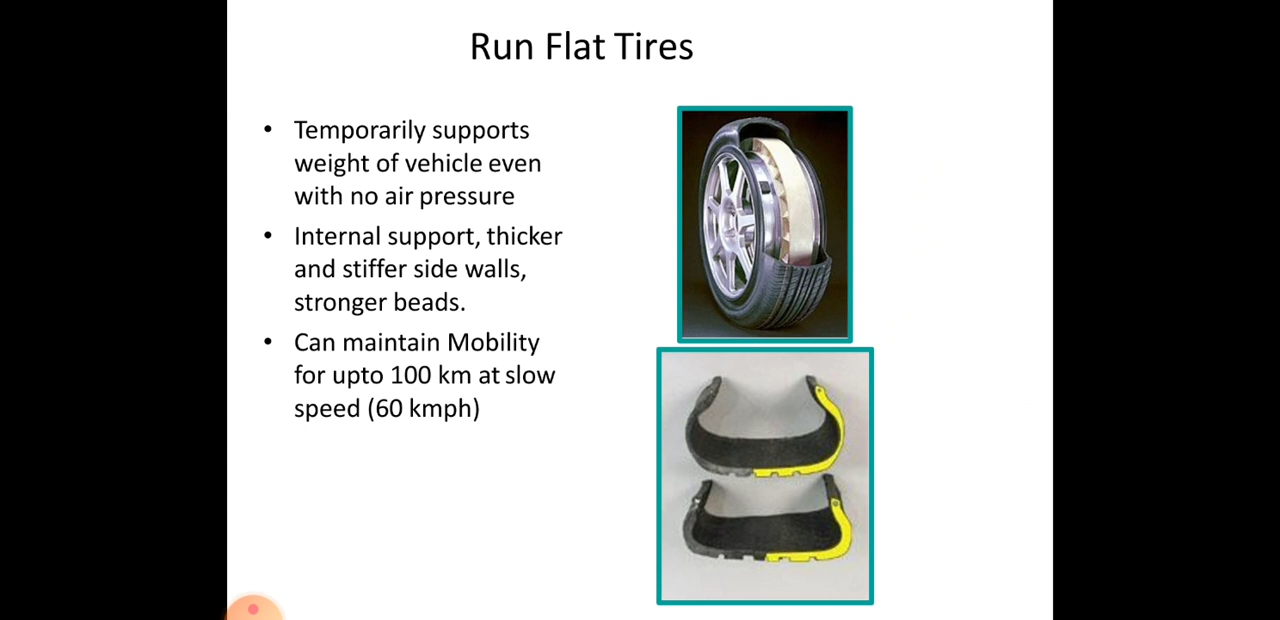 Run Flat Tires
• Temporarily supports
weight of vehicle even
with no air pressure
• Internal support, thicker
and stiffer side walls,
stronger beads.
• Can maintain Mobility
for upto 100 km at slow
speed (60 kmph)